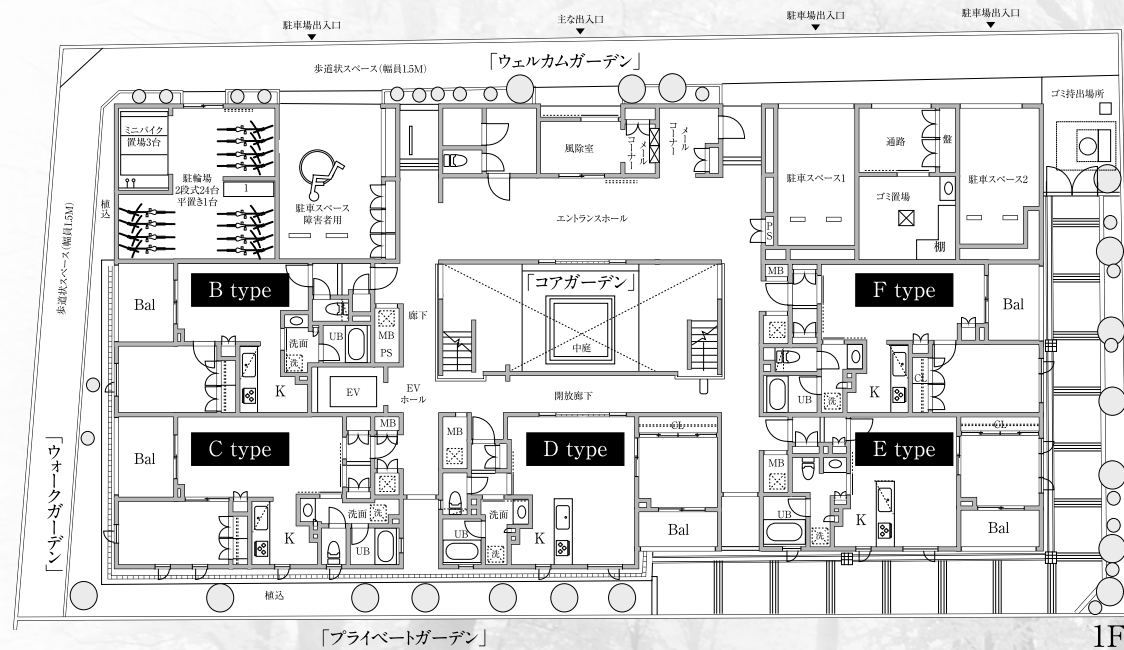 駐車場出入口
主な出入口
駐車場出入口
駐車場出入口
「ウェルカムガーデン」
歩道状スペース(幅員1.5M)
ゴミ持出場所
ミニバイク
置場3台
駐輪場
2段式24台
平置き1台
1
駐車スペース
障害者用
風除室
メール
コーナー
メール
コーナー
駐車スペース1
通路
盤
ゴミ置場
棚
駐車スペース2
植込
歩道状スペース(幅員1.5M)
エントランスホール
PS
Bal
B type
洗面
洗
UB
K
廊下
MB
PS
EV
EV
ホール
「コアガーデン」
中庭
開放廊下
MB
F type
Bal
UB
洗
K
CL
「ウォークガーデン」
Bal
C type
MB
K
洗面
洗
UB
MB
D type
CL
UB
洗面
洗
K
Bal
MB
E type
CL
UB
洗
K
Bal
植込
「プライベートガーデン」
1F